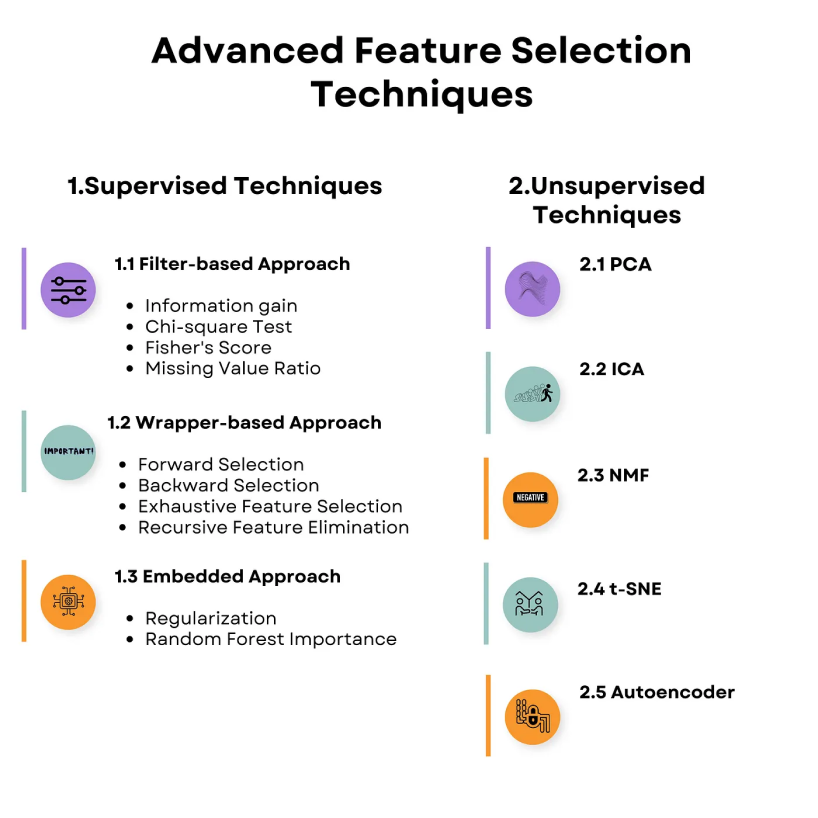 Advanced Feature Selection
Techniques
1.Supervised Techniques
1.1 Filter-based Approach
• Information gain
• Chi-square Test
• Fisher's Score
• Missing Value Ratio
IMPORTANT!
1.2 Wrapper-based Approach
• Forward Selection
• Backward Selection
• Exhaustive Feature Selection
• Recursive Feature Elimination
1.3 Embedded Approach
• Regularization
• Random Forest Importance
2.Unsupervised
Techniques
2.1 PCA
2.2 ICA
2.3 NMF
NEGATIVE
2.4 t-SNE
2.5 Autoencoder